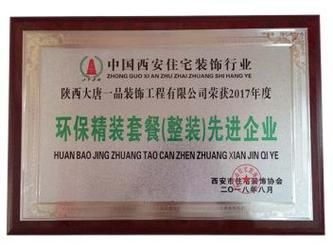 中国西安住宅装饰行业
ZHONG GUO XI AN ZHU ZHAI ZHUANG SHI HANG YE
陕西大唐一品装饰工程有限公司荣获2017年度
环保精装套餐(整装)先进企业
HUAN BAO JING ZHUANG TAO CAN ZHEN ZHUANG XIAN JIN QI YE
西安市住宅装饰协会
二〇一八年八月